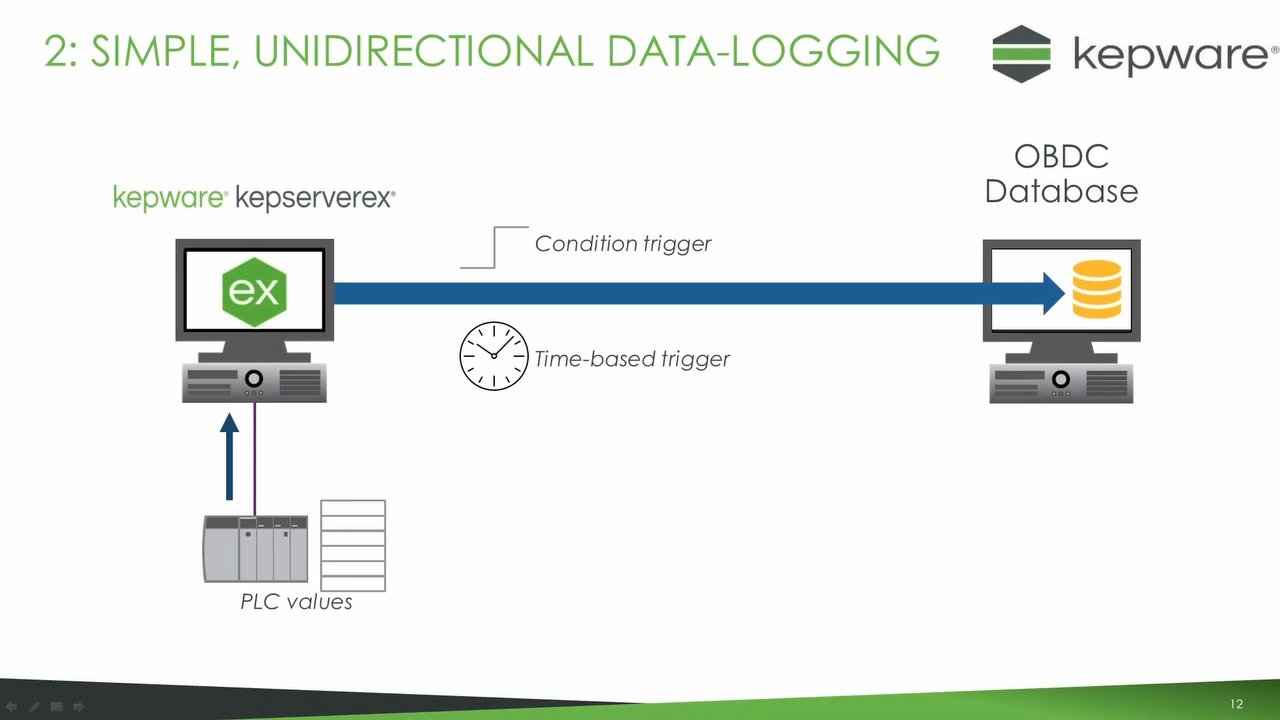 2: SIMPLE, UNIDIRECTIONAL DATA-LOGGING
kepware®
OBDC
Database
kepware® kepserverex®
Condition trigger
ex
Time-based trigger
PLC values
12